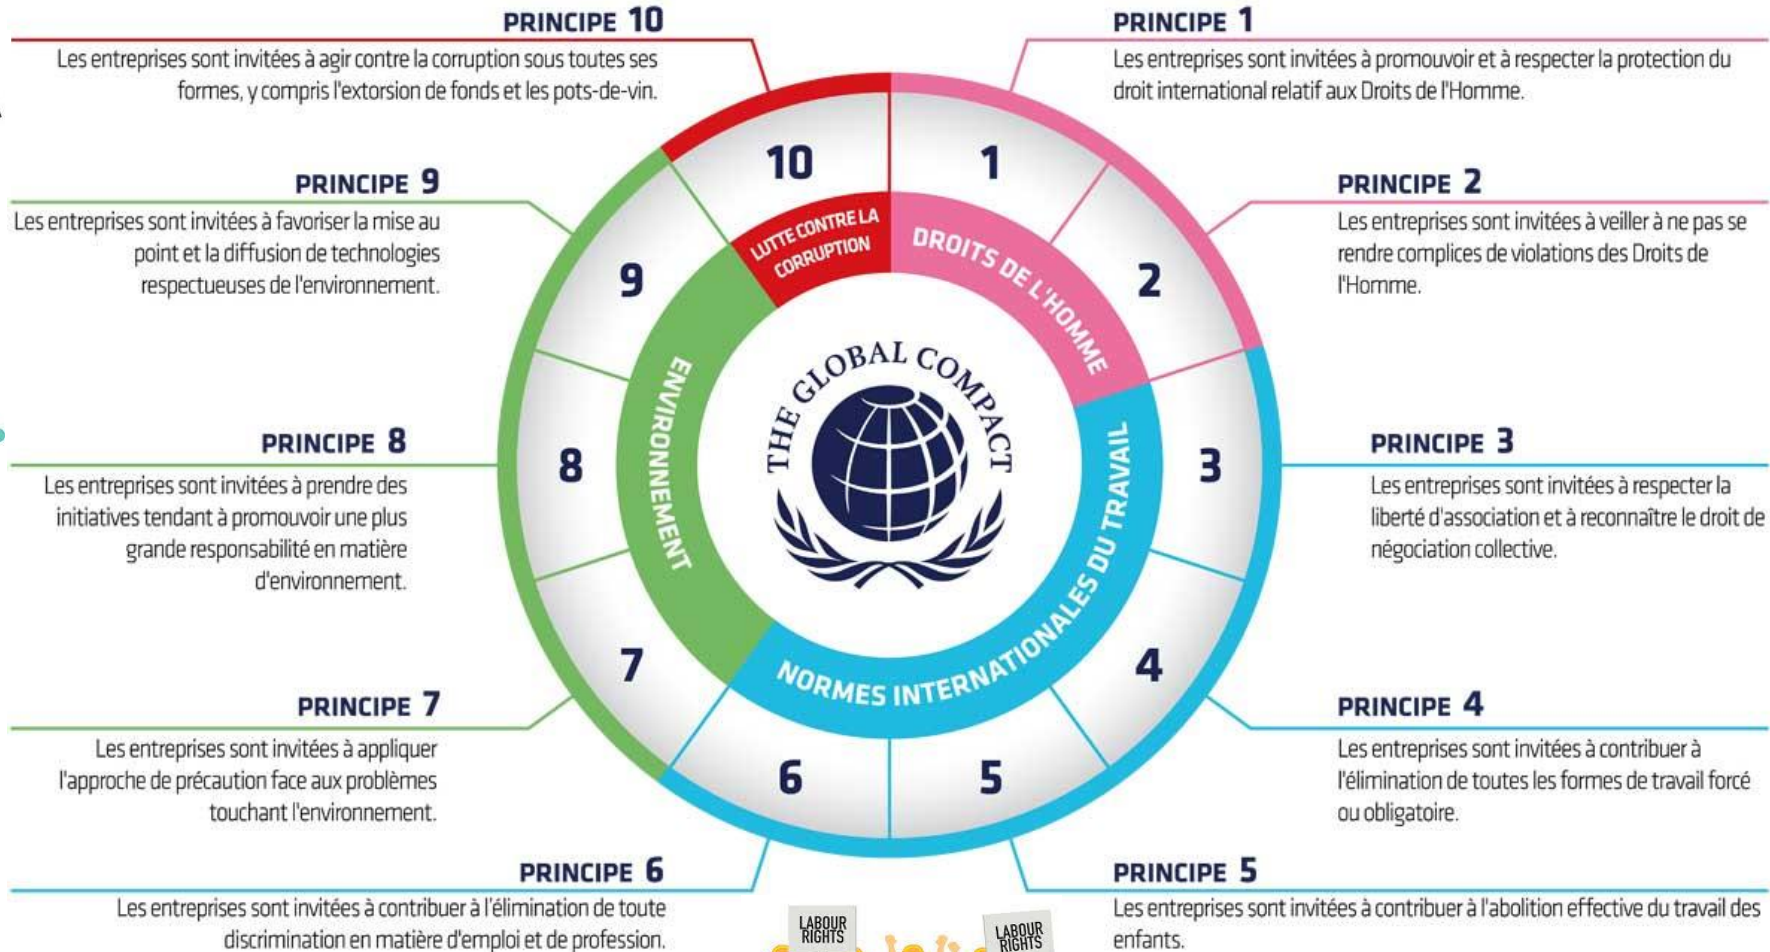 PRINCIPE 10
Les entreprises sont invitées à agir contre la corruption sous toutes ses
formes, y compris l'extorsion de fonds et les pots-de-vin.
PRINCIPE 1
Les entreprises sont invitées à promouvoir et à respecter la protection du
droit international relatif aux Droits de l'Homme.
PRINCIPE 9
Les entreprises sont invitées à favoriser la mise au
point et la diffusion de technologies
respectueuses de l'environnement.
PRINCIPE 2
Les entreprises sont invitées à veiller à ne pas se
rendre complices de violations des Droits de
l'Homme.
PRINCIPE 8
Les entreprises sont invitées à prendre des
initiatives tendant à promouvoir une plus
grande responsabilité en matière
d'environnement.
PRINCIPE 3
Les entreprises sont invitées à respecter la
liberté d'association et à reconnaître le droit de
négociation collective.
PRINCIPE 7
Les entreprises sont invitées à appliquer
l'approche de précaution face aux problèmes
touchant l'environnement.
PRINCIPE 4
Les entreprises sont invitées à contribuer à
l'élimination de toutes les formes de travail forcé
ou obligatoire.
PRINCIPE 6
Les entreprises sont invitées à contribuer à l'élimination de toute
discrimination en matière d'emploi et de profession.
PRINCIPE 5
Les entreprises sont invitées à contribuer à l'abolition effective du travail des
enfants.
10
1
9
2
8
3
7
4
6
5
LUTTE CONTRE LA
CORRUPTION
DROITS DE L'HOMME
ENVIRONNEMENT
NORMES INTERNATIONALES DU TRAVAIL
THE GLOBAL COMPACT
LABOUR
RIGHTS
LABOUR
RIGHTS